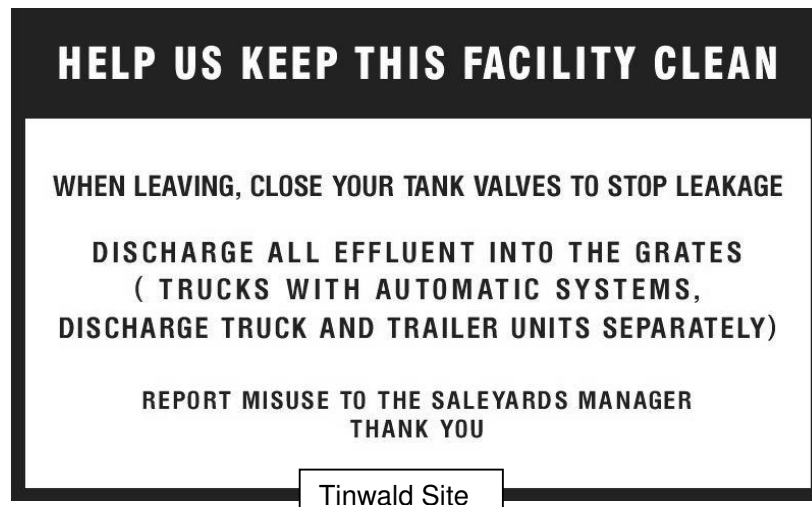 HELP US KEEP THIS FACILITY CLEAN
WHEN LEAVING, CLOSE YOUR TANK VALVES TO STOP LEAKAGE
DISCHARGE ALL EFFLUENT INTO THE GRATES
( TRUCKS WITH AUTOMATIC SYSTEMS,
DISCHARGE TRUCK AND TRAILER UNITS SEPARATELY)
REPORT MISUSE TO THE SALEYARDS MANAGER
THANK YOU
Tinwald Site